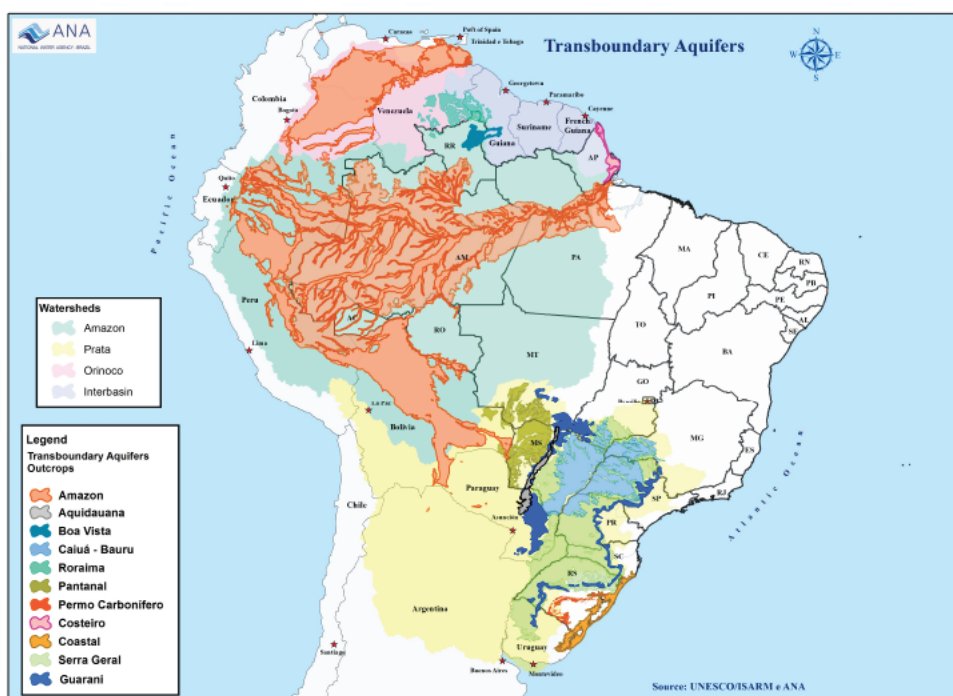 ANA
NATIONAL WATER AGENCY - BRAZIL
Transboundary Aquifers
N
W
E
S
Caracas
Port of Spain
Trinidad e Tobago
Colombia
Bogota
Venezuela
Georgetown
Paramaribo
Cayenne
Guiana
Suriname
French
Guiana
RR
AP
Pacific Ocean
Quito
Ecuador
AM
PA
MA
CE
RN
PB
PE
AL
SE
PI
TO
BA
Peru
Lima
AC
RO
MT
GO
MG
ES
RJ
LA PAZ
Bolivia
MS
SP
PR
SC
RS
Paraguay
Asunción
Chile
Argentina
Uruguay
Santiago
Buenos Aires
Montevideo
Atlantic Ocean
Watersheds
Amazon
Prata
Orinoco
Interbasin
Legend
Transboundary Aquifers
Outcrops
Amazon
Aquidauana
Boa Vista
Caiuá - Bauru
Roraima
Pantanal
Permo Carbonífero
Costeiro
Coastal
Serra Geral
Guarani
Source: UNESCO/ISARM e ANA